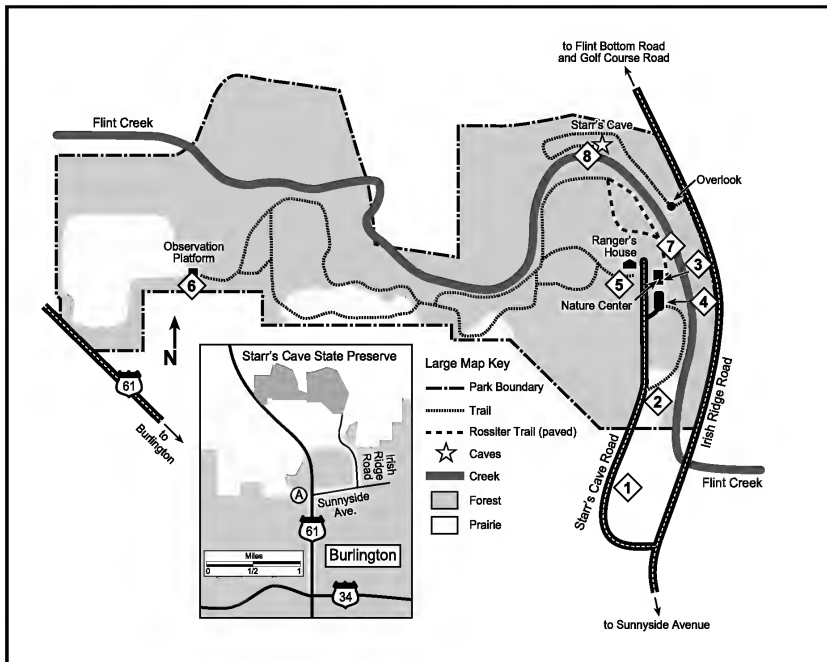 to Flint Bottom Road
and Golf Course Road
Flint Creek
Starr's Cave
8
Overlook
Observation
Platform
6
Ranger's
House
7
3
5
4
Nature Center
N
61
to
Burlington
2
Irish Ridge Road
Starr's Cave Road
1
Flint Creek
to Sunnyside Avenue
Starr's Cave State Preserve
Irish
Ridge
Road
A
Sunnyside
Ave.
61
Miles
0 1/2 1
Burlington
34
Large Map Key
Park Boundary
Trail
Rossiter Trail (paved)
Caves
Creek
Forest
Prairie